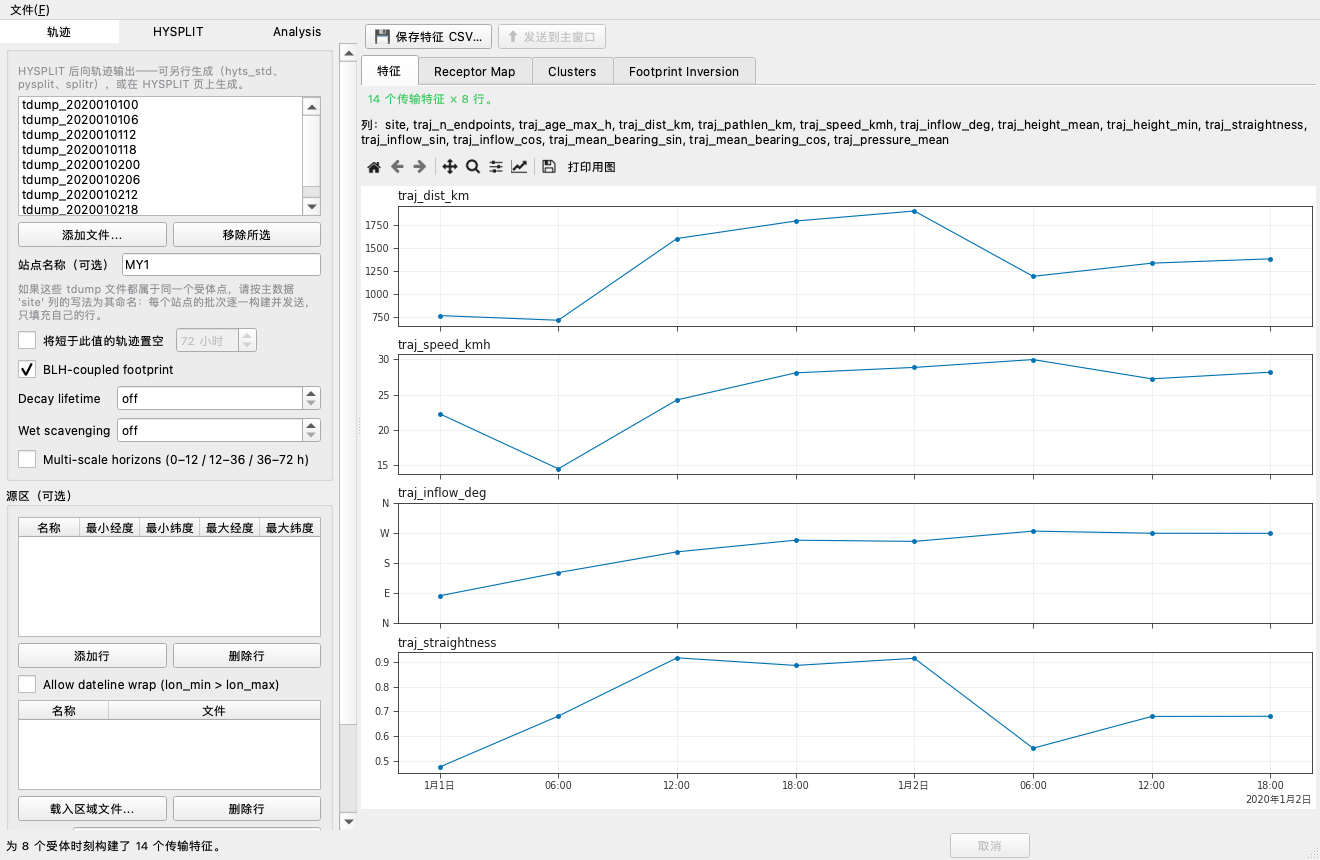 文件(F)
轨迹
HYSPLIT
Analysis
HYSPLIT 后向轨迹输出——可另行生成（hyts_std、
pysplit、splitr），或在 HYSPLIT 页上生成。
tdump_2020010100
tdump_2020010106
tdump_2020010112
tdump_2020010118
tdump_2020010200
tdump_2020010206
tdump_2020010212
tdump_2020010218
添加文件...
移除所选
站点名称（可选）
MY1
如果这些 tdump 文件都属于同一个受体点，请按主数据
'site' 列的写法为其命名：每个站点的批次逐一构建并发送，
只填充自己的行。
将短于此值的轨迹置空
72 小时
BLH-coupled footprint
Decay lifetime
off
Wet scavenging
off
Multi-scale horizons (0–12 / 12–36 / 36–72 h)
源区（可选）
名称
最小经度
最小纬度
最大经度
最大纬度
添加行
删除行
Allow dateline wrap (lon_min > lon_max)
名称
文件
载入区域文件...
删除行
为 8 个受体时刻构建了 14 个传输特征。
保存特征 CSV...
发送到主窗口
特征
Receptor Map
Clusters
Footprint Inversion
14 个传输特征 × 8 行。
列：site, traj_n_endpoints, traj_age_max_h, traj_dist_km, traj_pathlen_km, traj_speed_kmh, traj_inflow_deg, traj_height_mean, traj_height_min, traj_straightness,
traj_inflow_sin, traj_inflow_cos, traj_mean_bearing_sin, traj_mean_bearing_cos, traj_pressure_mean
打印用图
traj_dist_km
1750
1500
1250
1000
750
traj_speed_kmh
30
25
20
15
traj_inflow_deg
N
W
S
E
N
traj_straightness
0.9
0.8
0.7
0.6
0.5
1月1日
06:00
12:00
18:00
1月2日
06:00
12:00
18:00
2020年1月2日
取消